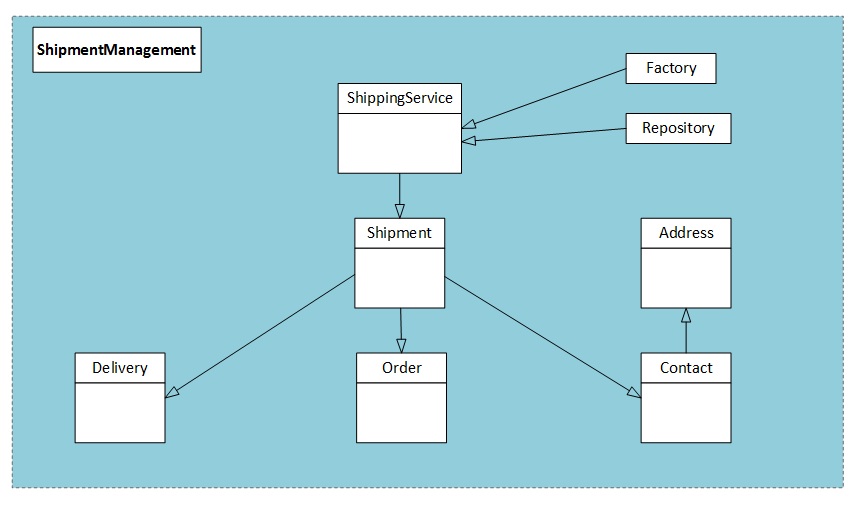 ShipmentManagement
Factory
ShippingService
Repository
Shipment
Address
Delivery
Order
Contact